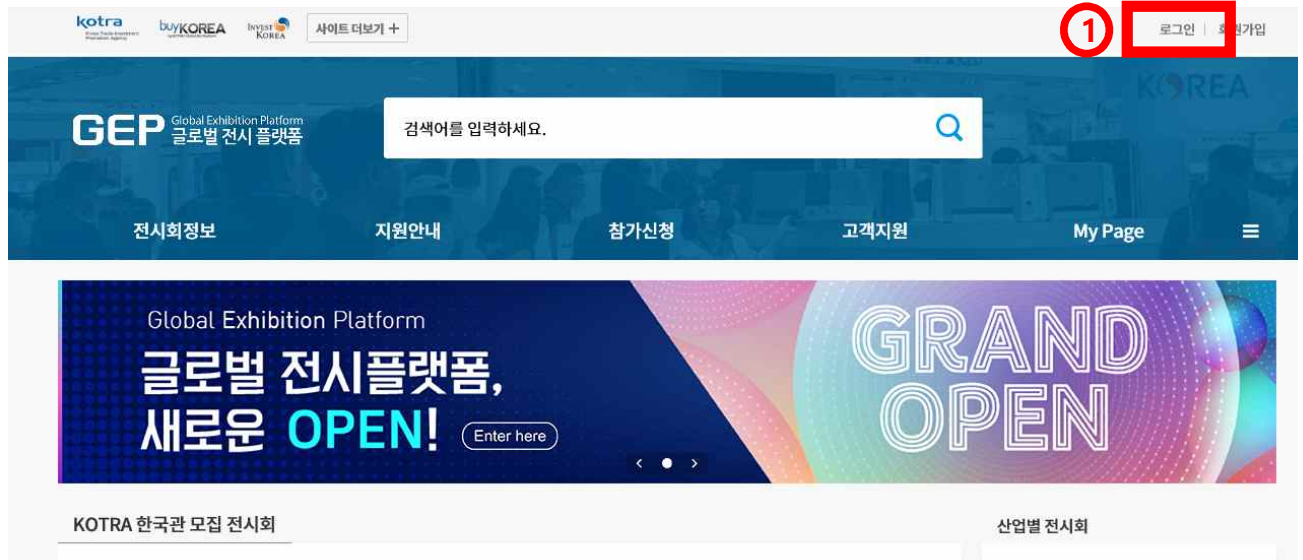 kotra
buyKOREA
INVEST KOREA
사이트 더보기 +
1
로그인 | 회원가입
KOREA
GEP Global Exhibition Platform
글로벌 전시 플랫폼
검색어를 입력하세요.
전시회정보
지원안내
참가신청
고객지원
My Page
Global Exhibition Platform
글로벌 전시플랫폼,
새로운 OPEN!
Enter here
GRAND
OPEN
KOTRA 한국관 모집 전시회
산업별 전시회